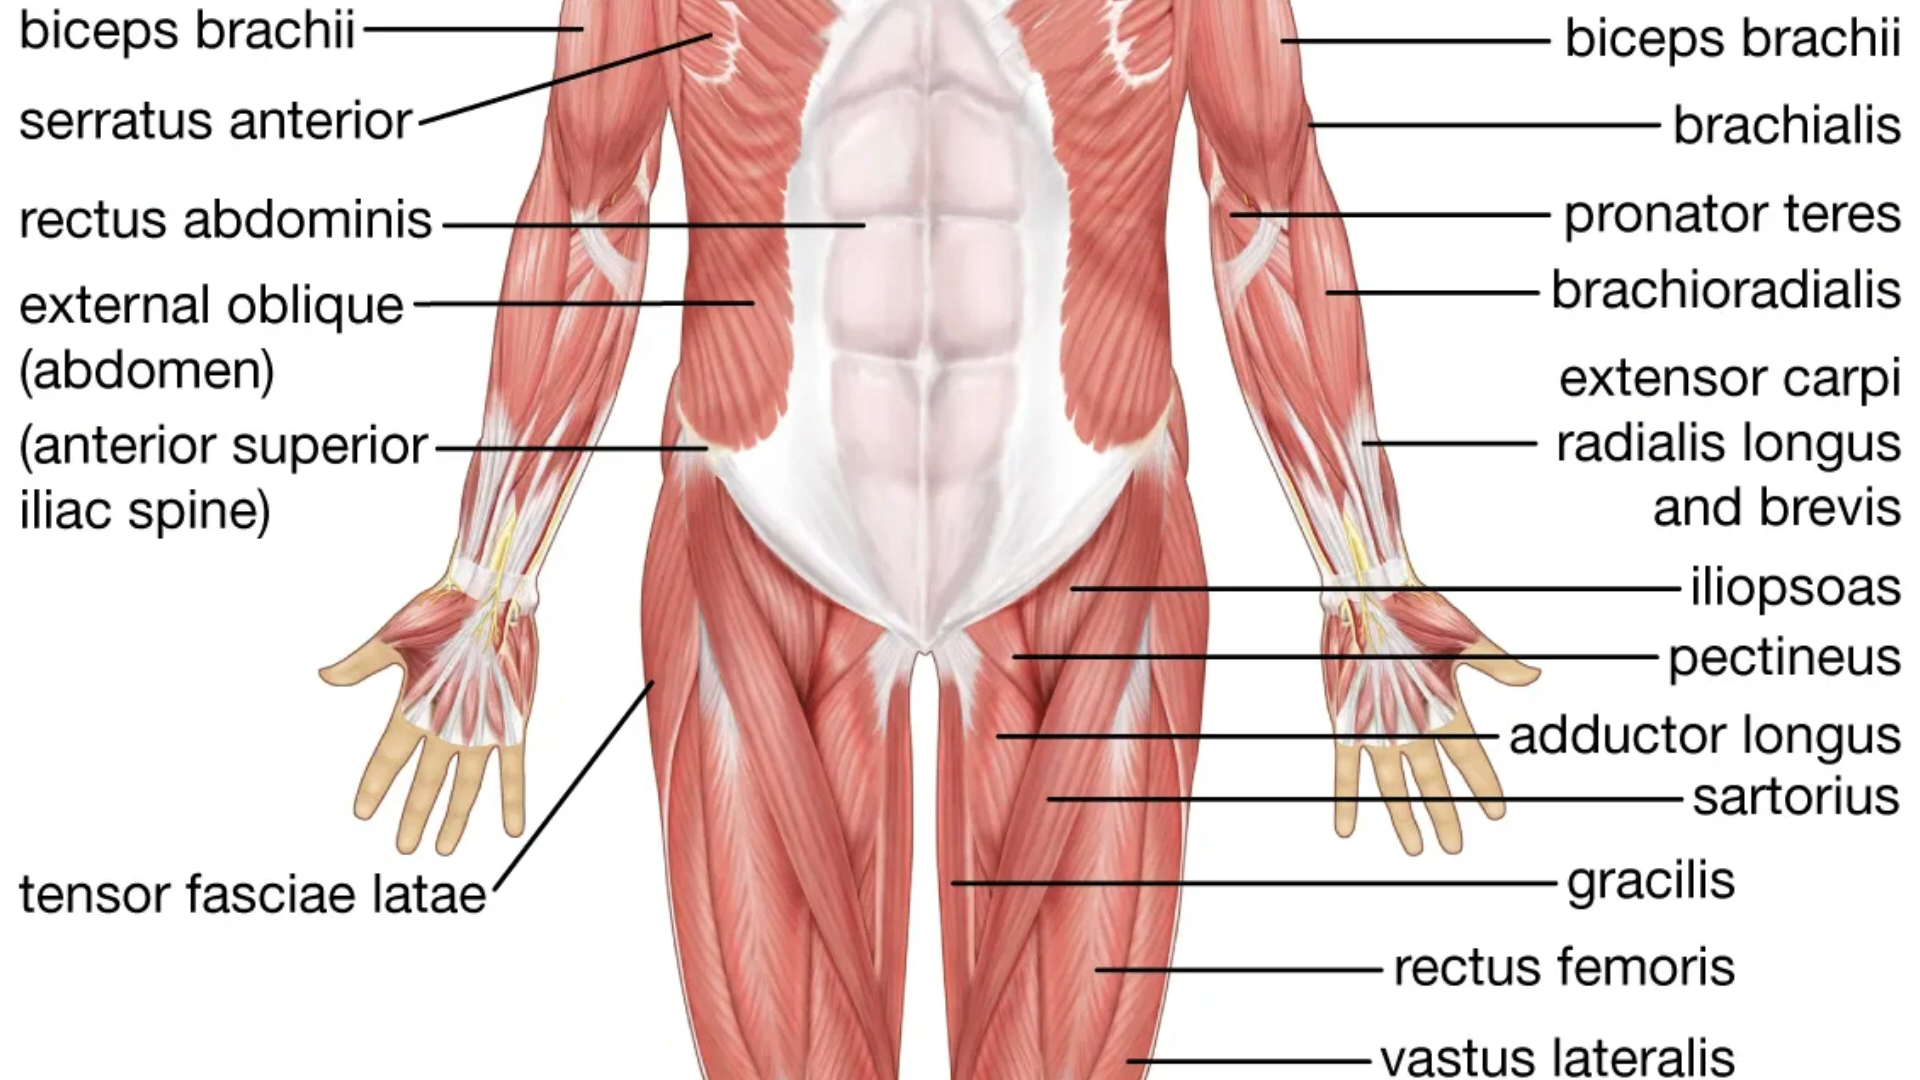 biceps brachii
serratus anterior
rectus abdominis
external oblique
(abdomen)
(anterior superior
iliac spine)
tensor fasciae latae
biceps brachii
brachialis
pronator teres
brachioradialis
extensor carpi
radialis longus
and brevis
iliopsoas
pectineus
adductor longus
sartorius
gracilis
rectus femoris
vastus lateralis